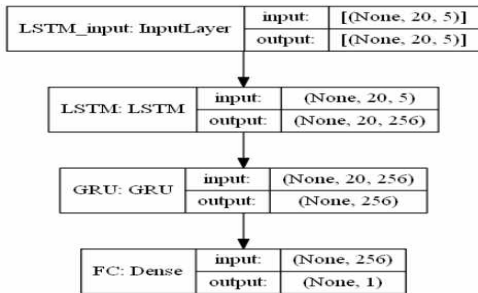 LSTM_input: InputLayer input: [(None, 20, 5)]
output: [(None, 20, 5)]
LSTM: LSTM input: (None, 20, 5)
output: (None, 20, 256)
GRU: GRU input: (None, 20, 256)
output: (None, 256)
FC: Dense input: (None, 256)
output: (None, 1)